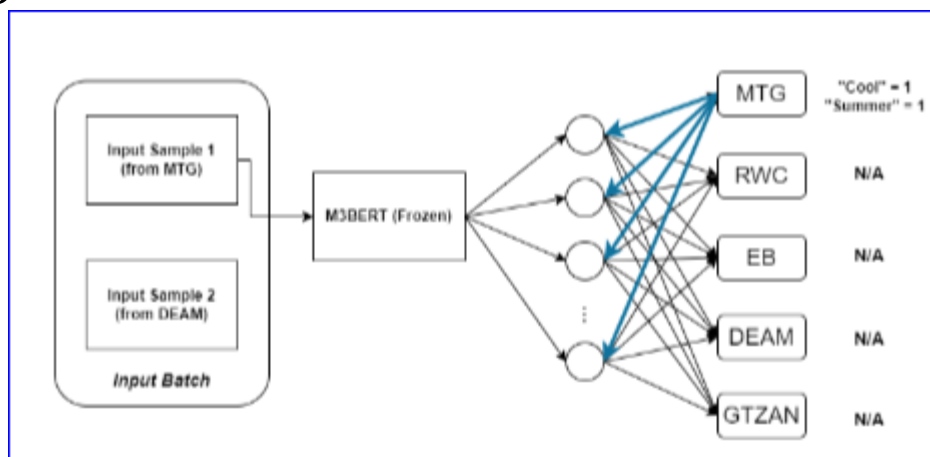 Input Sample 1
(from MTG)
Input Sample 2
(from DEAM)
Input Batch
M3BERT (Frozen)
...
MTG
"Cool" = 1
"Summer" = 1
RWC
N/A
EB
N/A
DEAM
N/A
GTZAN
N/A